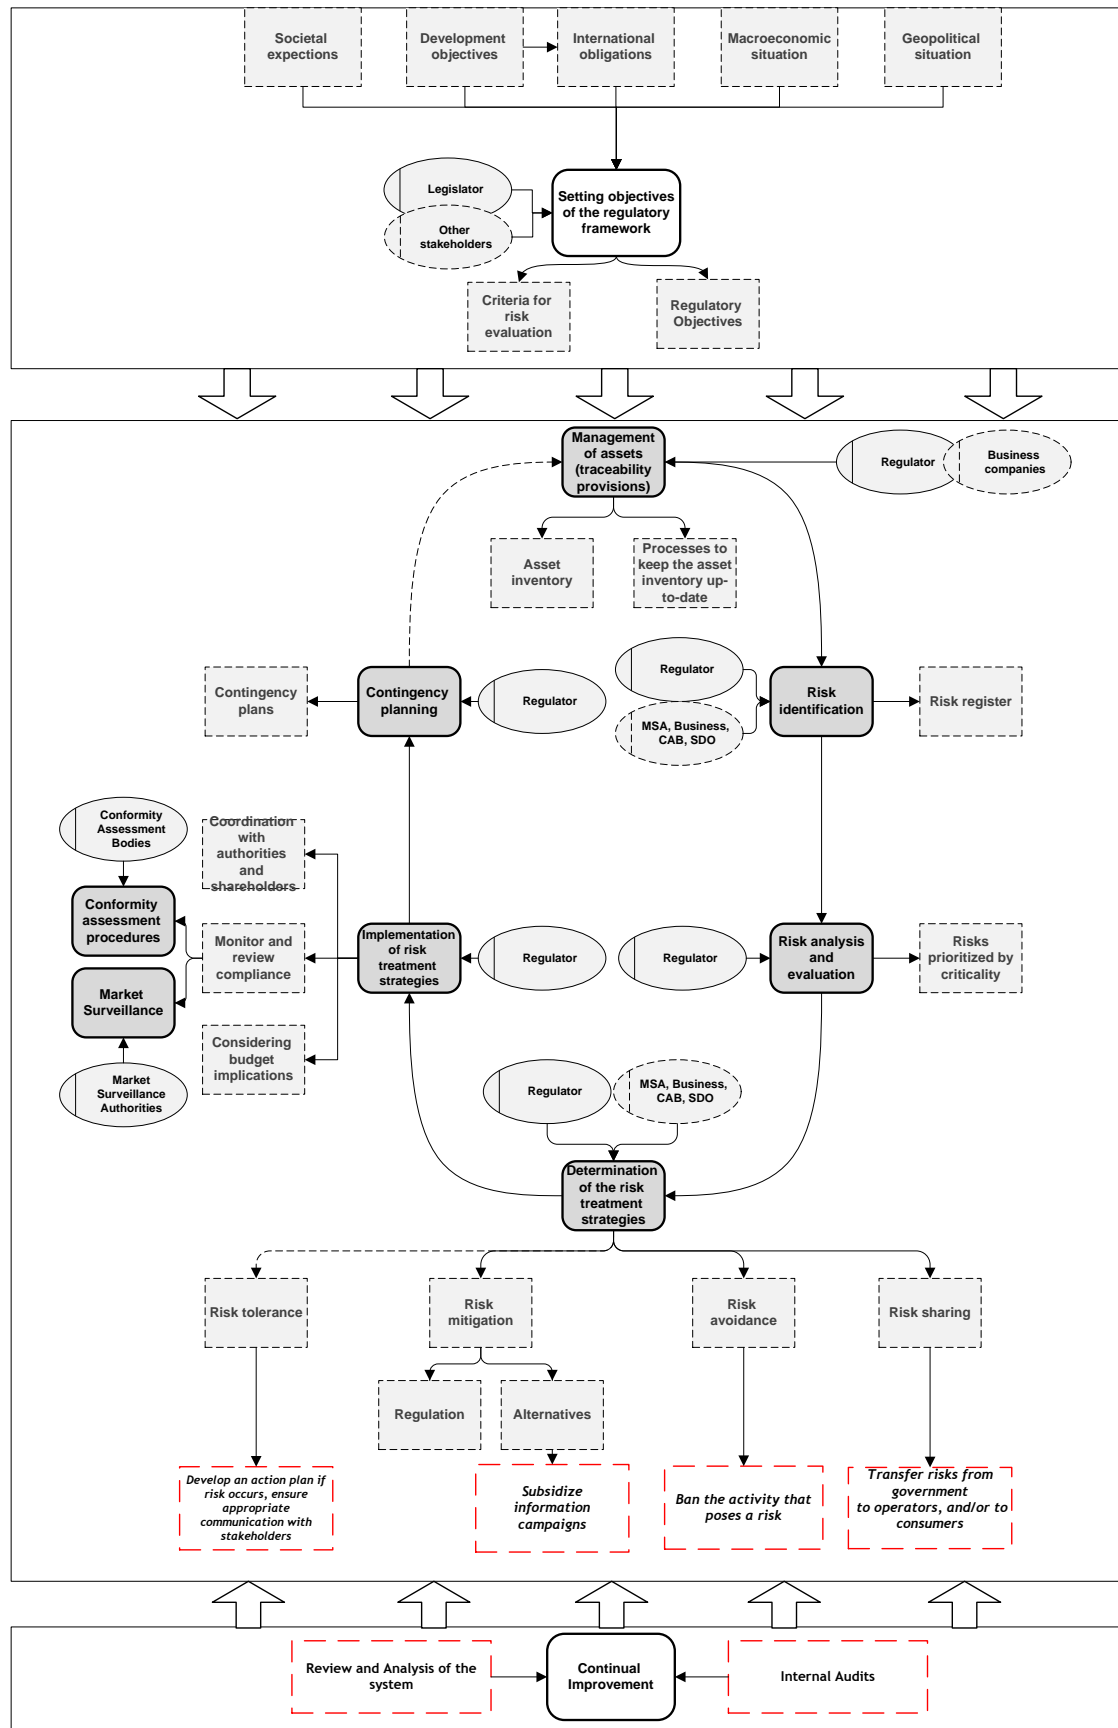 Societal
expections
Development
objectives
International
obligations
Macroeconomic
situation
Geopolitical
situation
Legislator
Other
stakeholders
Setting objectives
of the regulatory
framework
Criteria for
risk
evaluation
Regulatory
Objectives
Management
of assets
(traceability
provisions)
Regulator
Business
companies
Asset
inventory
Processes to
keep the asset
inventory up-
to-date
Contingency
plans
Contingency
planning
Regulator
Regulator
MSA, Business,
CAB, SDO
Risk
identification
Risk register
Conformity
Assessment
Bodies
Coordination
with
authorities
and
shareholders
Conformity
assessment
procedures
Monitor and
review
compliance
Implementation
of risk
treatment
strategies
Regulator
Regulator
Risk analysis
and
evaluation
Risks
prioritized by
criticality
Market
Surveillance
Considering
budget
implications
Market
Surveillance
Authorities
Regulator
MSA, Business,
CAB, SDO
Determination
of the risk
treatment
strategies
Risk tolerance
Risk
mitigation
Risk
avoidance
Risk sharing
Regulation
Alternatives
Develop an action plan if
risk occurs, ensure
appropriate
communication with
stakeholders
Subsidize
information
campaigns
Ban the activity that
poses a risk
Transfer risks from
government
to operators, and/or to
consumers
Review and Analysis of the
system
Continual
Improvement
Internal Audits